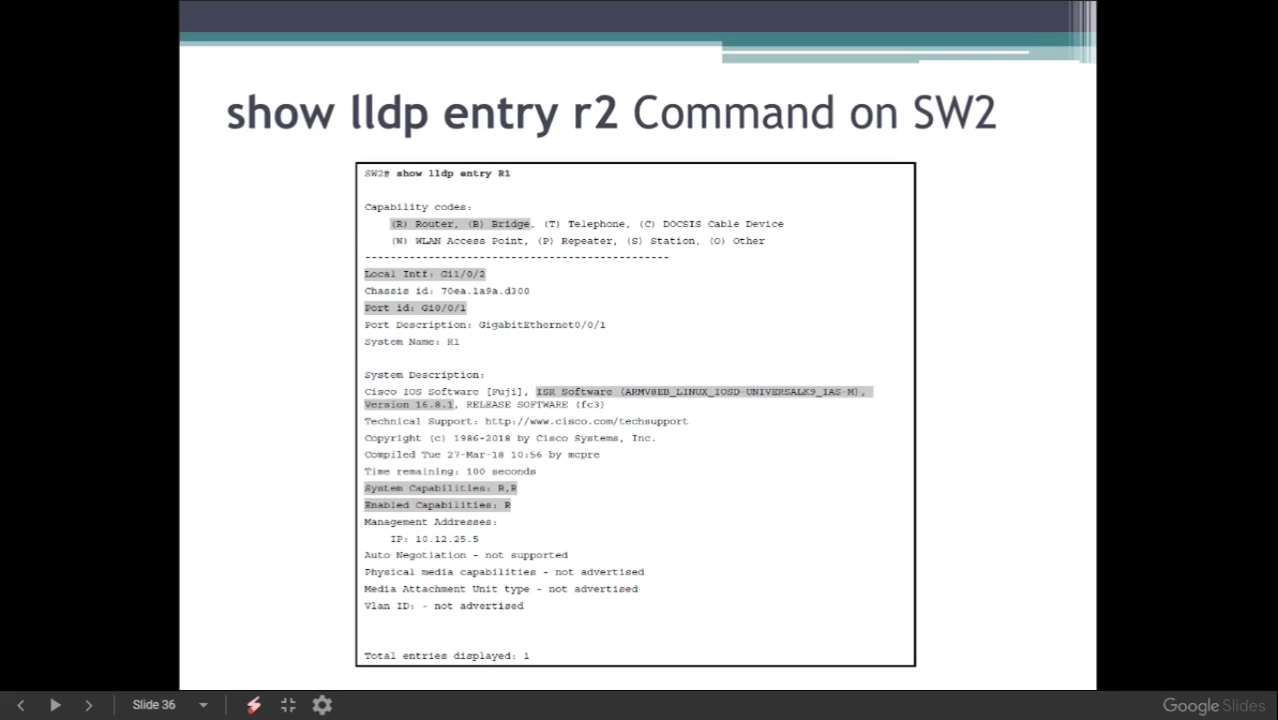 show lldp entry r2 Command on SW2
SW2# show lldp entry R1
Capability codes:
(R) Router, (B) Bridge, (T) Telephone, (C) DOCSIS Cable Device
(W) WLAN Access Point, (P) Repeater, (S) Station, (O) Other
------------------------------------------------
Local Intf: Gi1/0/2
Chassis id: 70ea.1a9a.d300
Port id: Gi0/0/1
Port Description: GigabitEthernet0/0/1
System Name: R1
System Description:
Cisco IOS Software [Fuji], ISR Software (ARMV8EB_LINUX_IOSD-UNIVERSALK9_IAS-M),
Version 16.8.1, RELEASE SOFTWARE (fc3)
Technical Support: http://www.cisco.com/techsupport
Copyright (c) 1986-2018 by Cisco Systems, Inc.
Compiled Tue 27-Mar-18 10:56 by mcpre
Time remaining: 100 seconds
System Capabilities: B,R
Enabled Capabilities: R
Management Addresses:
IP: 10.12.25.5
Auto Negotiation - not supported
Physical media capabilities - not advertised
Media Attachment Unit type - not advertised
Vlan ID: - not advertised
Total entries displayed: 1
Slide 36
Google Slides